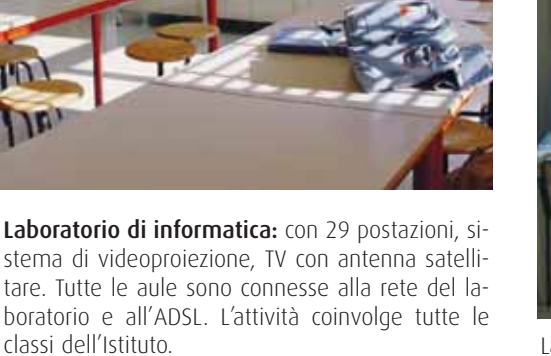 Laboratorio di informatica: con 29 postazioni, si-
stema di videoproiezione, TV con antenna satelli-
tare. Tutte le aule sono connesse alla rete del la-
boratorio e all’ADSL. L’attività coinvolge tutte le
classi dell’Istituto.